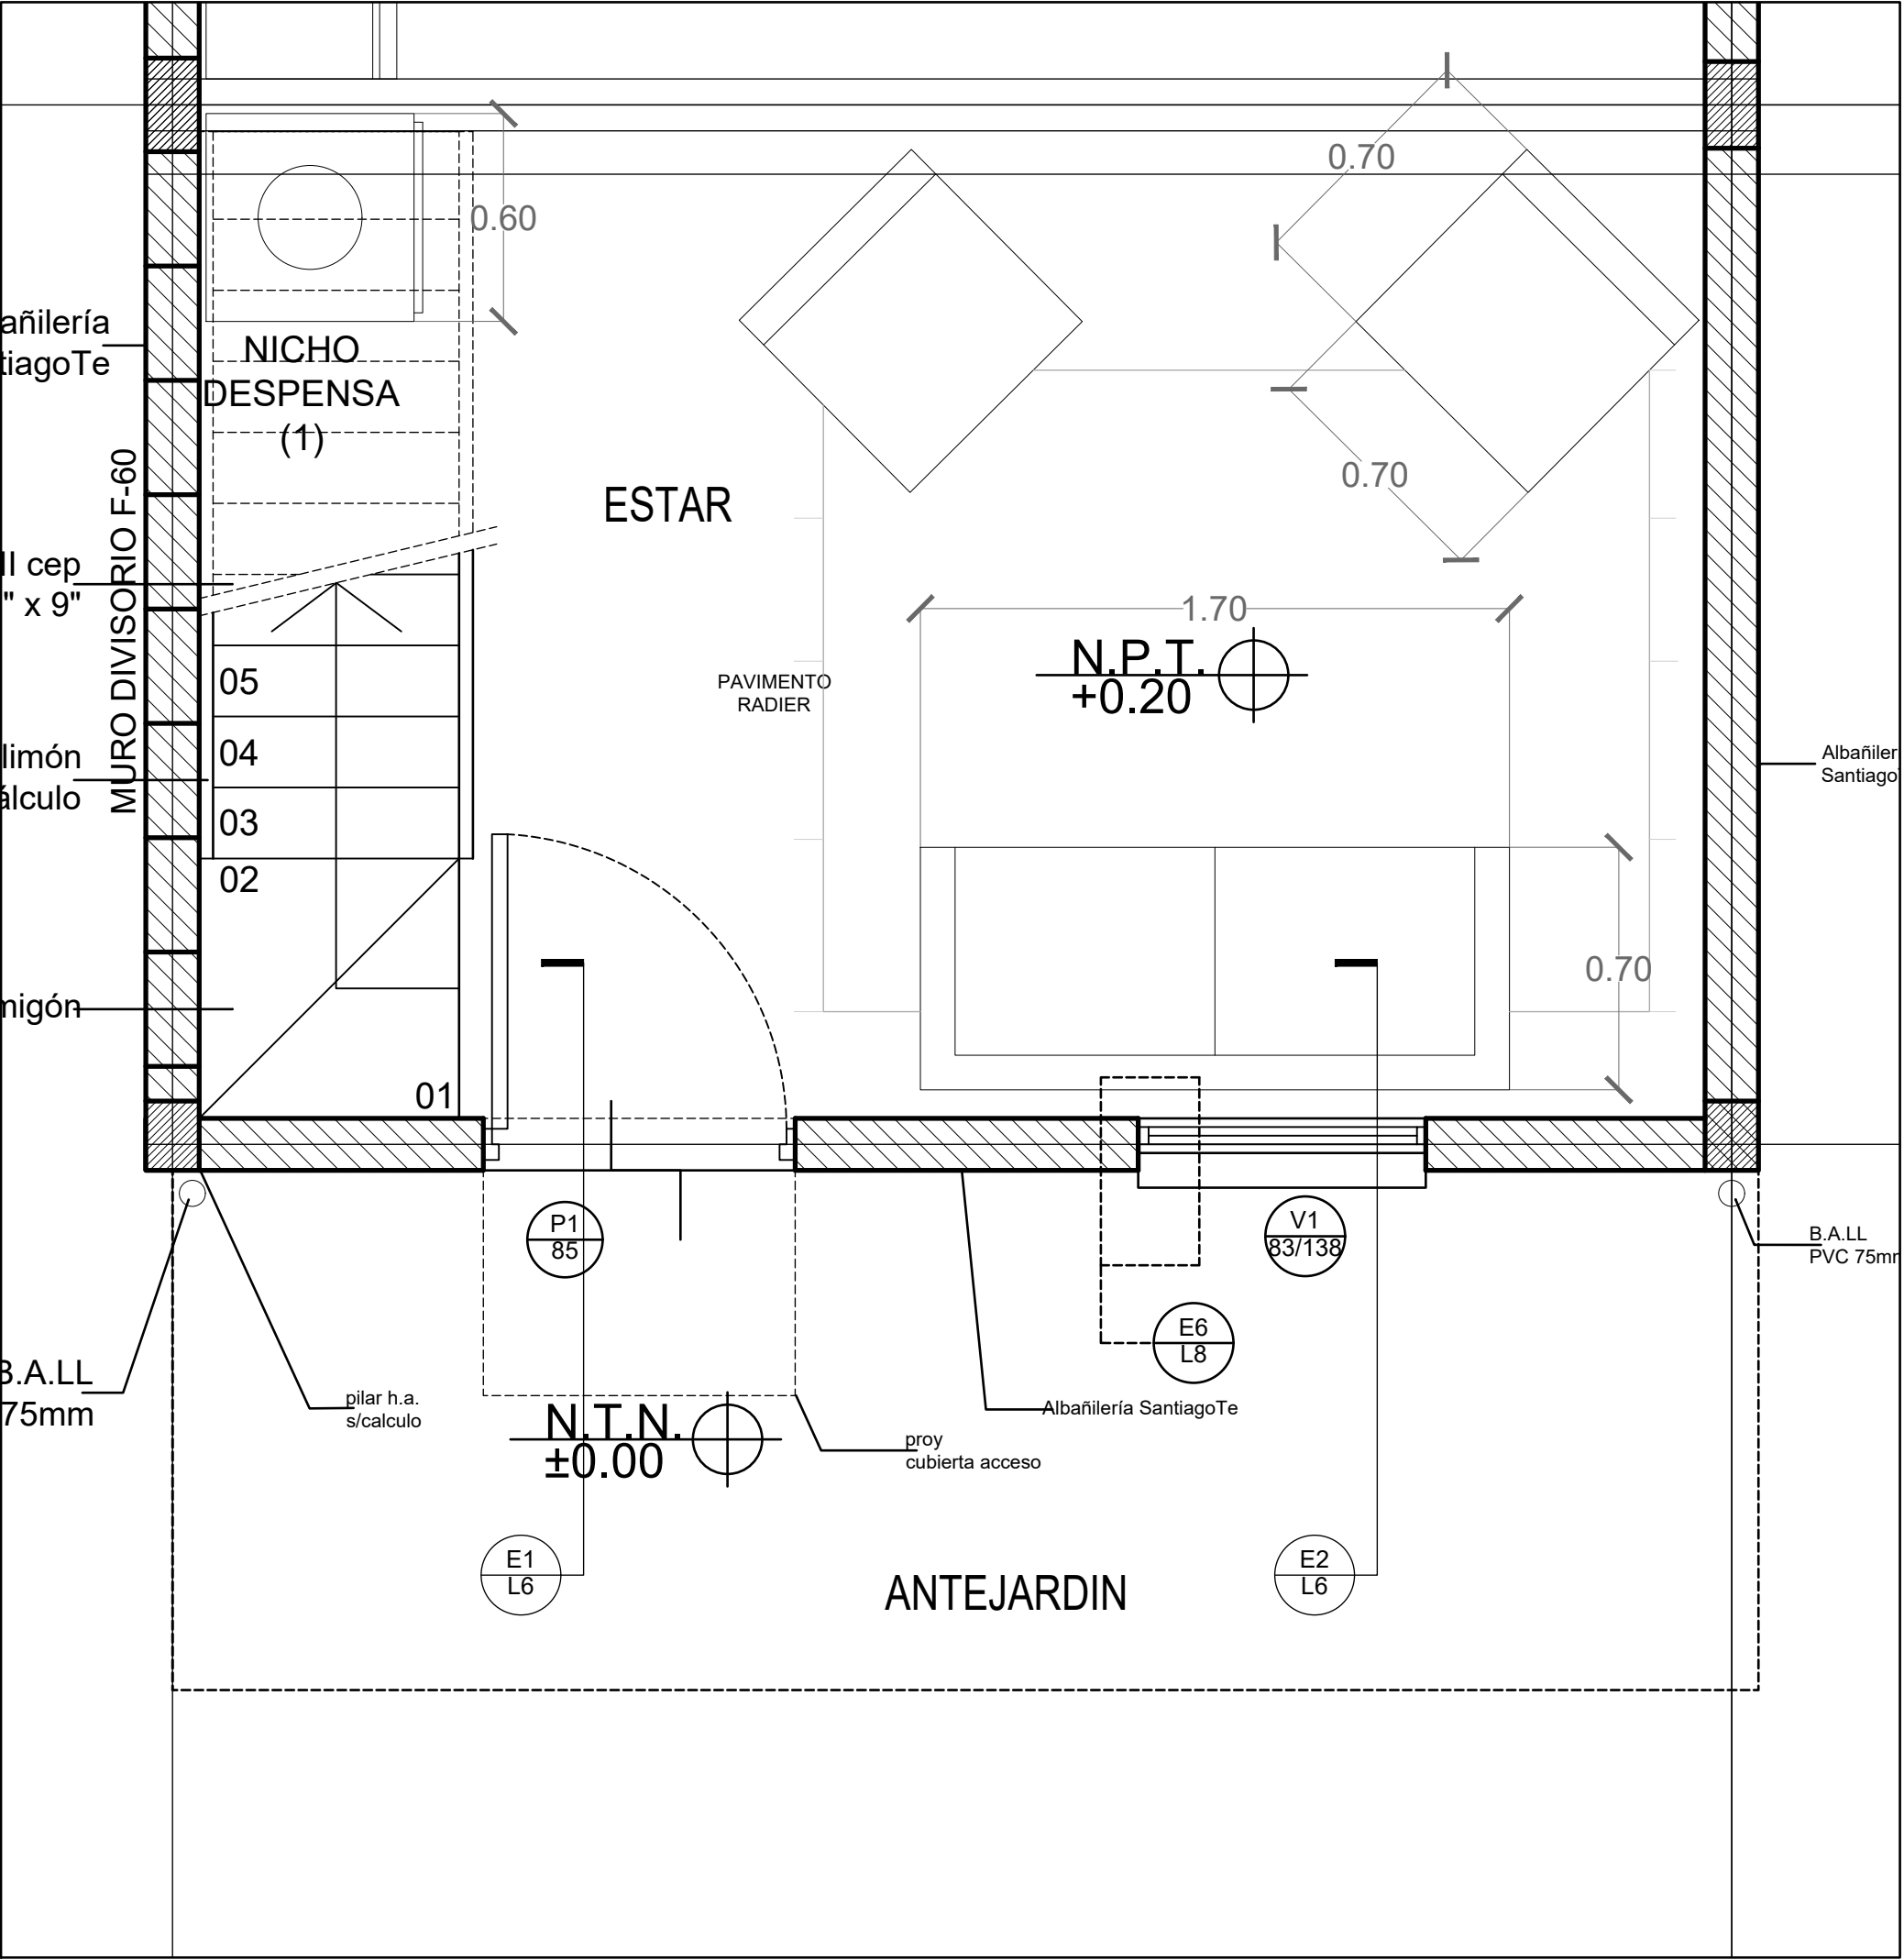 0.70
0.60
añilería
tiagoTe
NICHO
DESPENSA
(1)
MURO DIVISORIO F-60
ESTAR
0.70
ll cep
" x 9"
1.70
N.P.T.
+0.20
PAVIMENTO
RADIER
05
04
03
02
01
limón
álculo
Albañiler
Santiago
0.70
migón
P1
85
V1
83/138
B.A.LL
PVC 75mm
E6
L8
B.A.LL
75mm
pilar h.a.
s/calculo
N.T.N.
±0.00
Albañilería SantiagoTe
proy
cubierta acceso
E1
L6
E2
L6
ANTEJARDIN